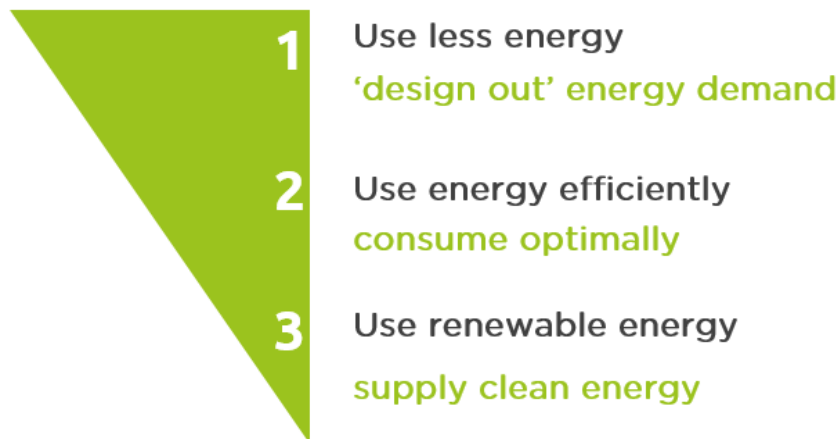 1 Use less energy
‘design out’ energy demand
2 Use energy efficiently
consume optimally
3 Use renewable energy
supply clean energy